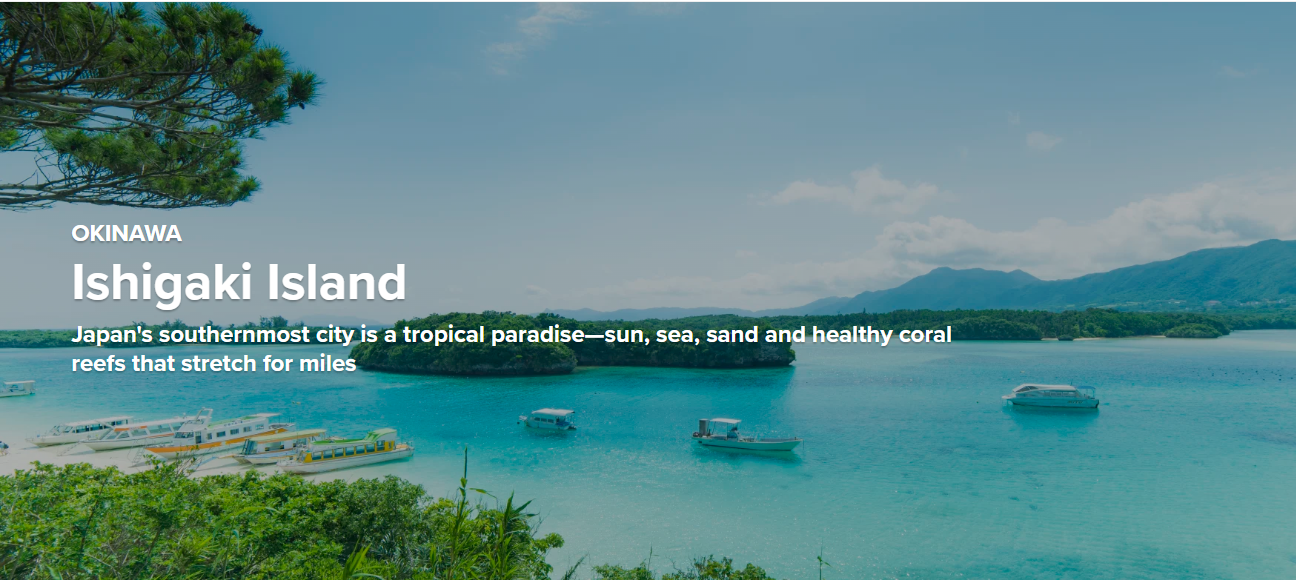 OKINAWA
Ishigaki Island
Japan's southernmost city is a tropical paradise—sun, sea, sand and healthy coral
reefs that stretch for miles